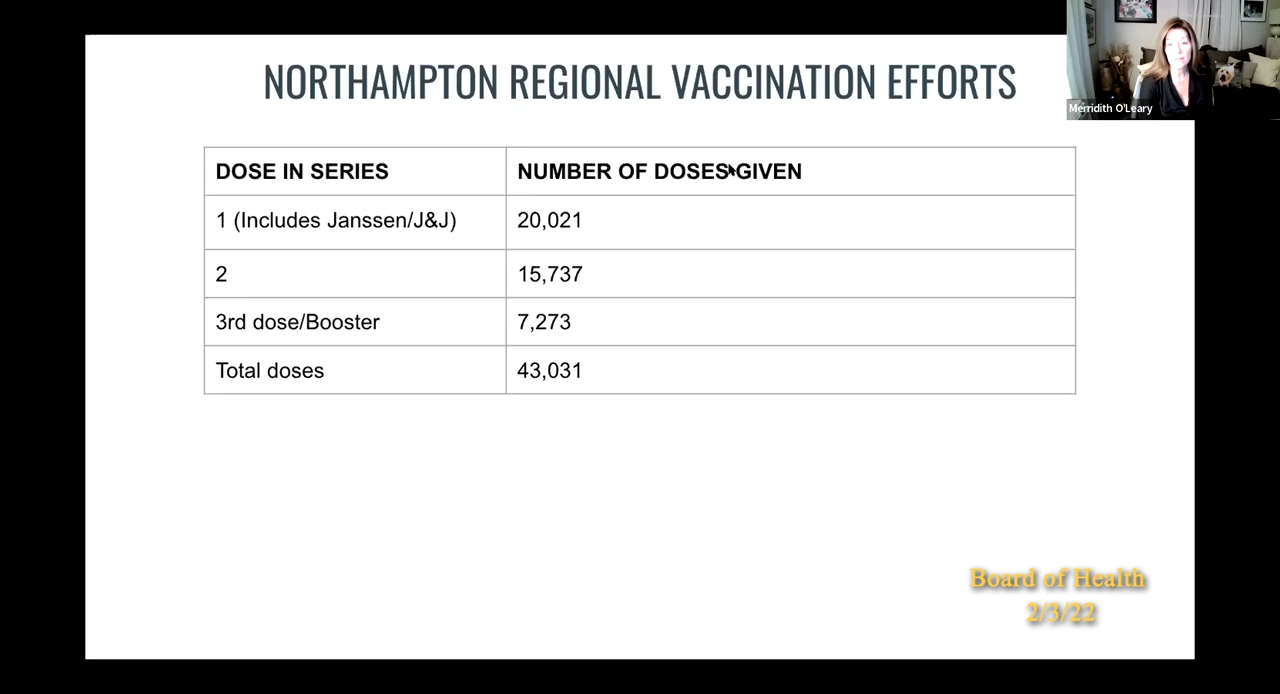 NORTHAMPTON REGIONAL VACCINATION EFFORTS
Merridith O'Leary
DOSE IN SERIES NUMBER OF DOSES GIVEN
1 (Includes Janssen/J&J) 20,021
2 15,737
3rd dose/Booster 7,273
Total doses 43,031
Board of Health
2/3/22